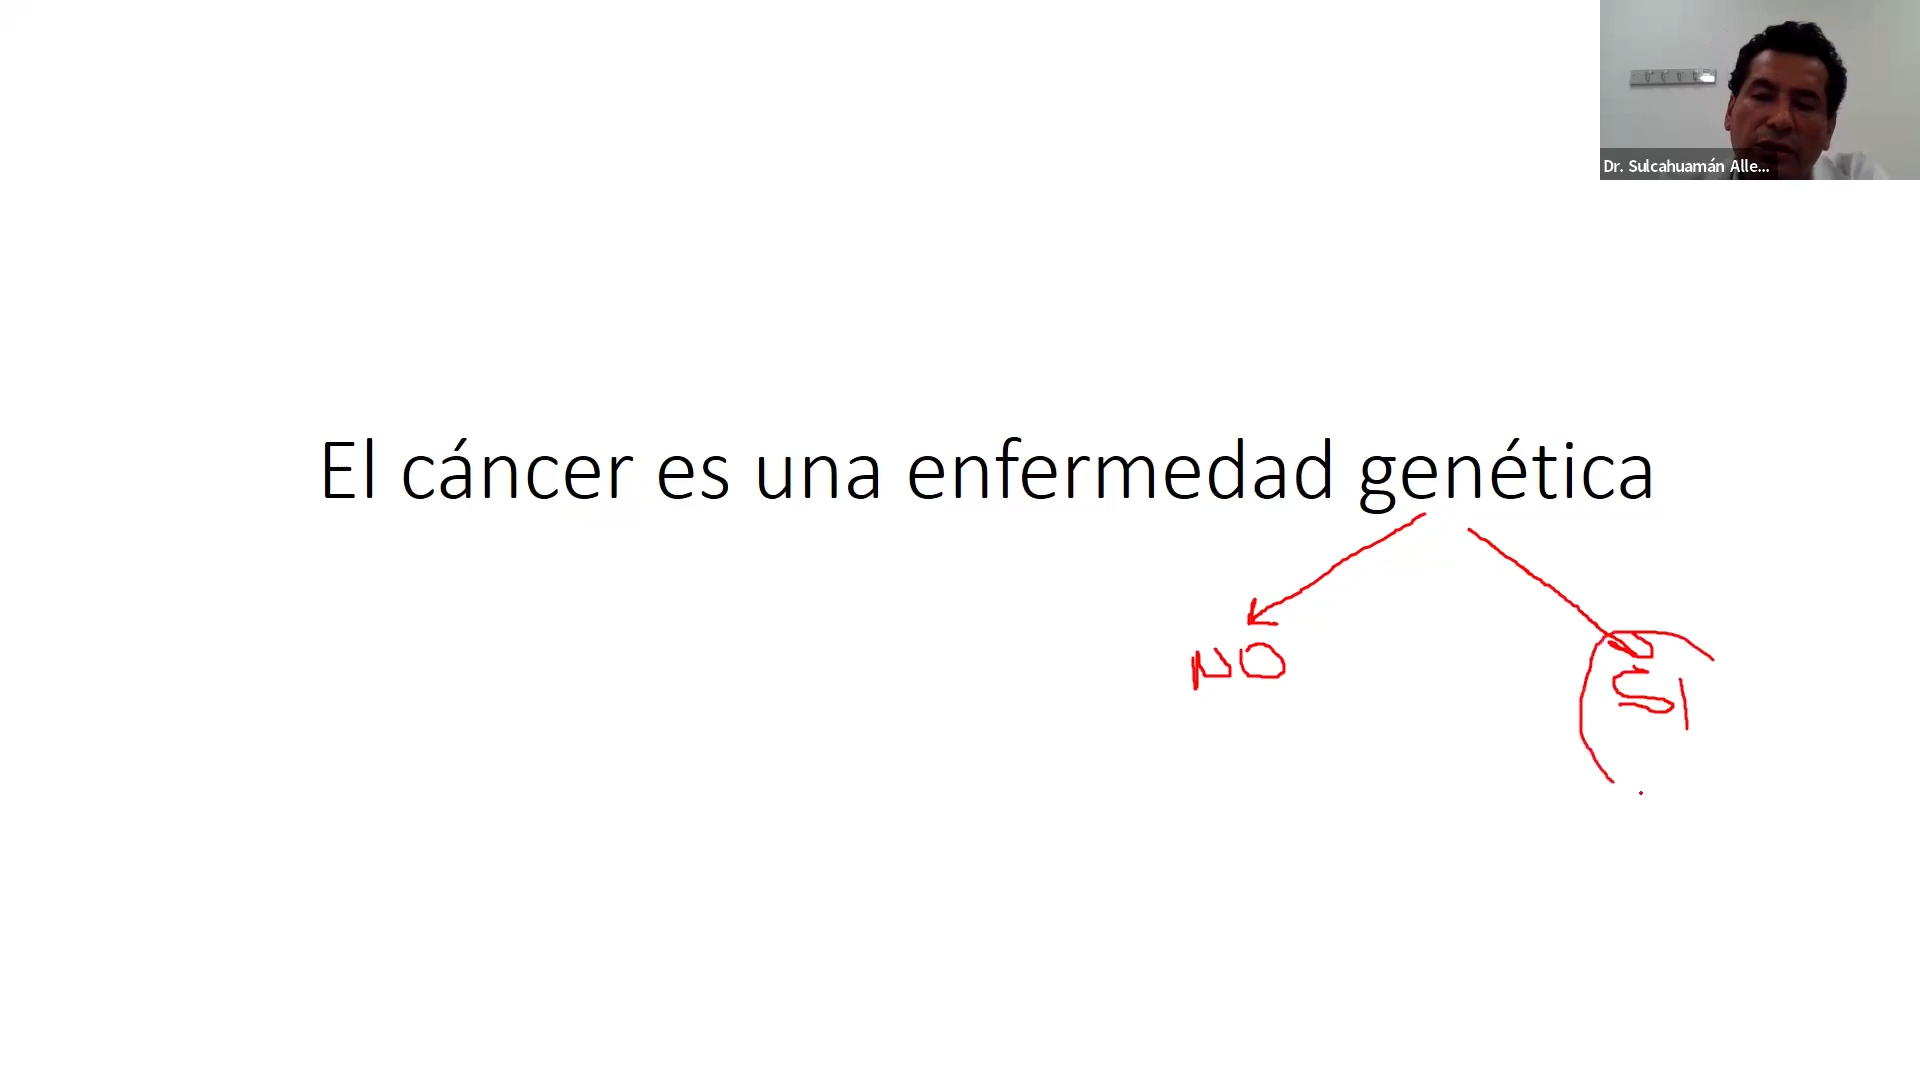 Dr. Sulcahuamán Alle...
El cáncer es una enfermedad genética
NO
SI